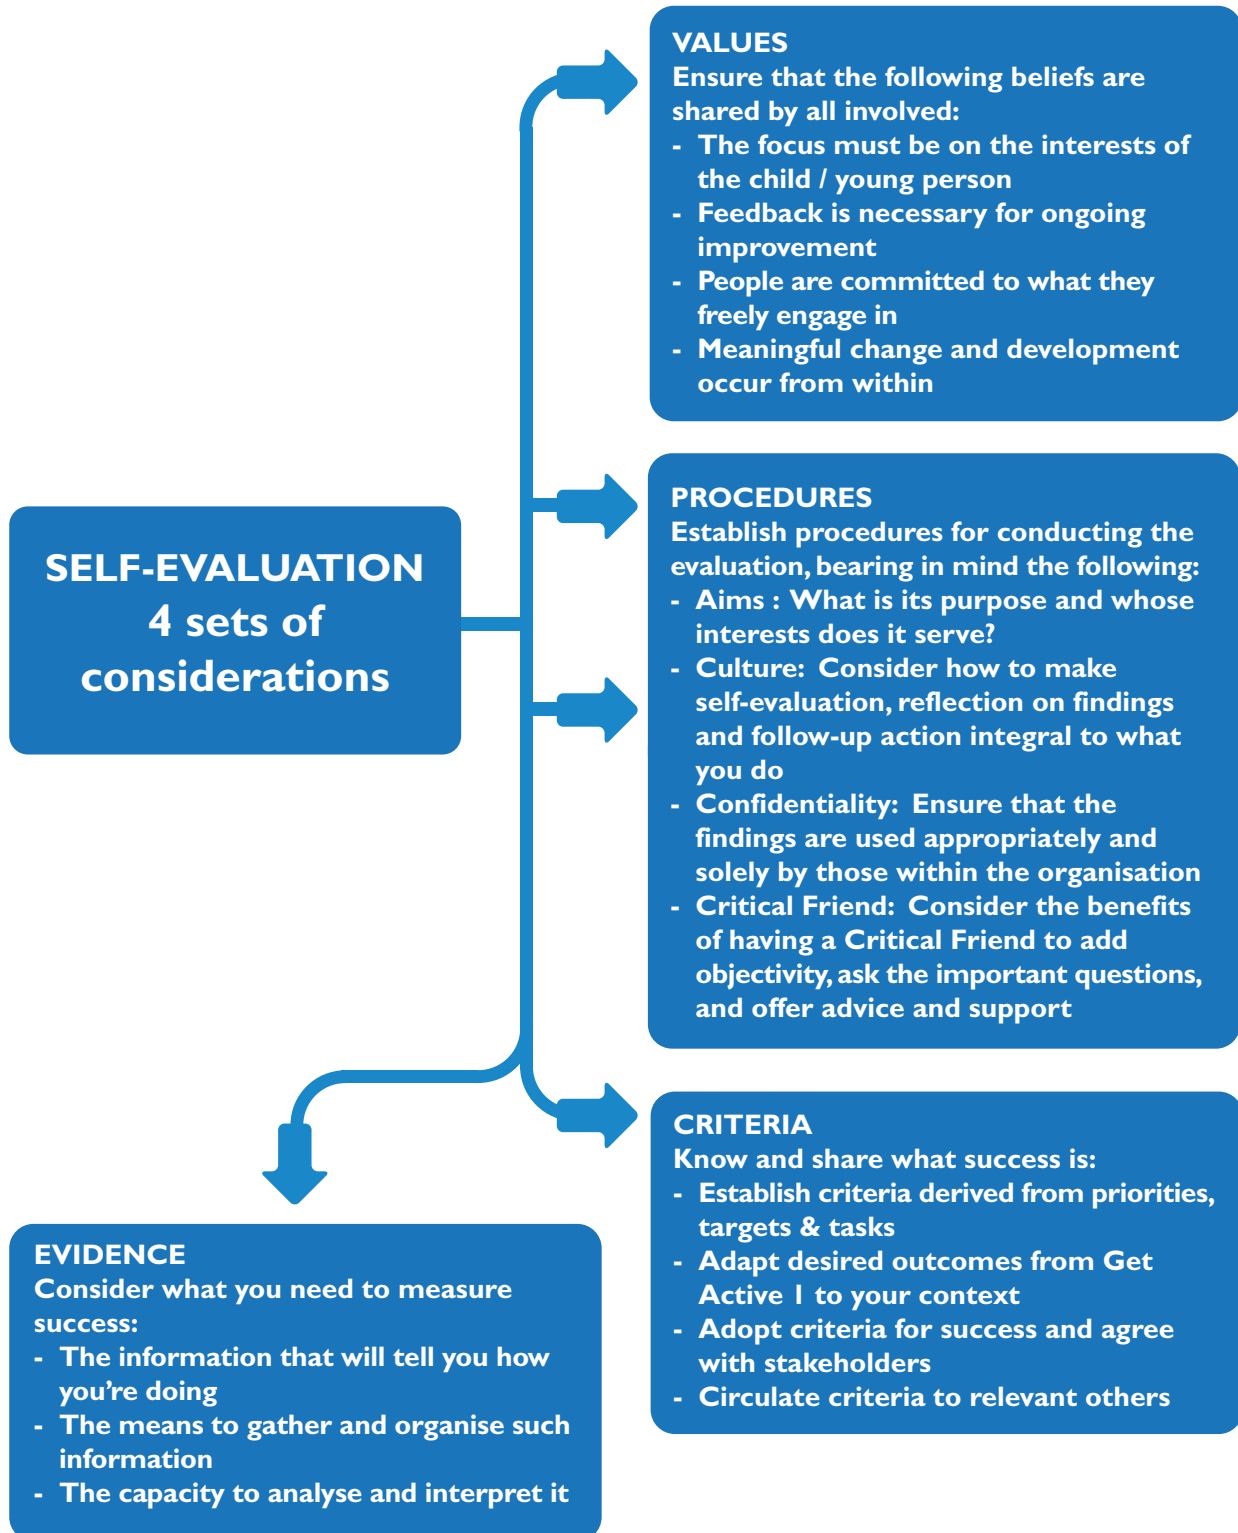 SELF-EVALUATION
4 sets of
considerations
VALUES
Ensure that the following beliefs are
shared by all involved:
- The focus must be on the interests of
the child / young person
- Feedback is necessary for ongoing
improvement
- People are committed to what they
freely engage in
- Meaningful change and development
occur from within
PROCEDURES
Establish procedures for conducting the
evaluation, bearing in mind the following:
- Aims : What is its purpose and whose
interests does it serve?
- Culture: Consider how to make
self-evaluation, reflection on findings
and follow-up action integral to what
you do
- Confidentiality: Ensure that the
findings are used appropriately and
solely by those within the organisation
- Critical Friend: Consider the benefits
of having a Critical Friend to add
objectivity, ask the important questions,
and offer advice and support
CRITERIA
Know and share what success is:
- Establish criteria derived from priorities,
targets & tasks
- Adapt desired outcomes from Get
Active 1 to your context
- Adopt criteria for success and agree
with stakeholders
- Circulate criteria to relevant others
EVIDENCE
Consider what you need to measure
success:
- The information that will tell you how
you're doing
- The means to gather and organise such
information
- The capacity to analyse and interpret it